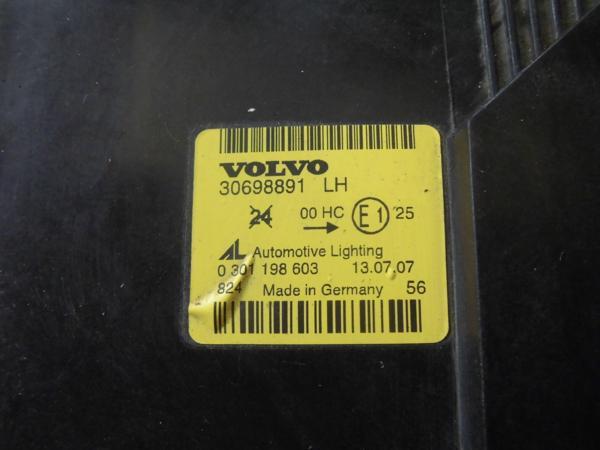 VOLVO
30698891 LH
24 00 HC E1 25
AL Automotive Lighting
0 301 198 603 13.07.07
824 Made in Germany 56